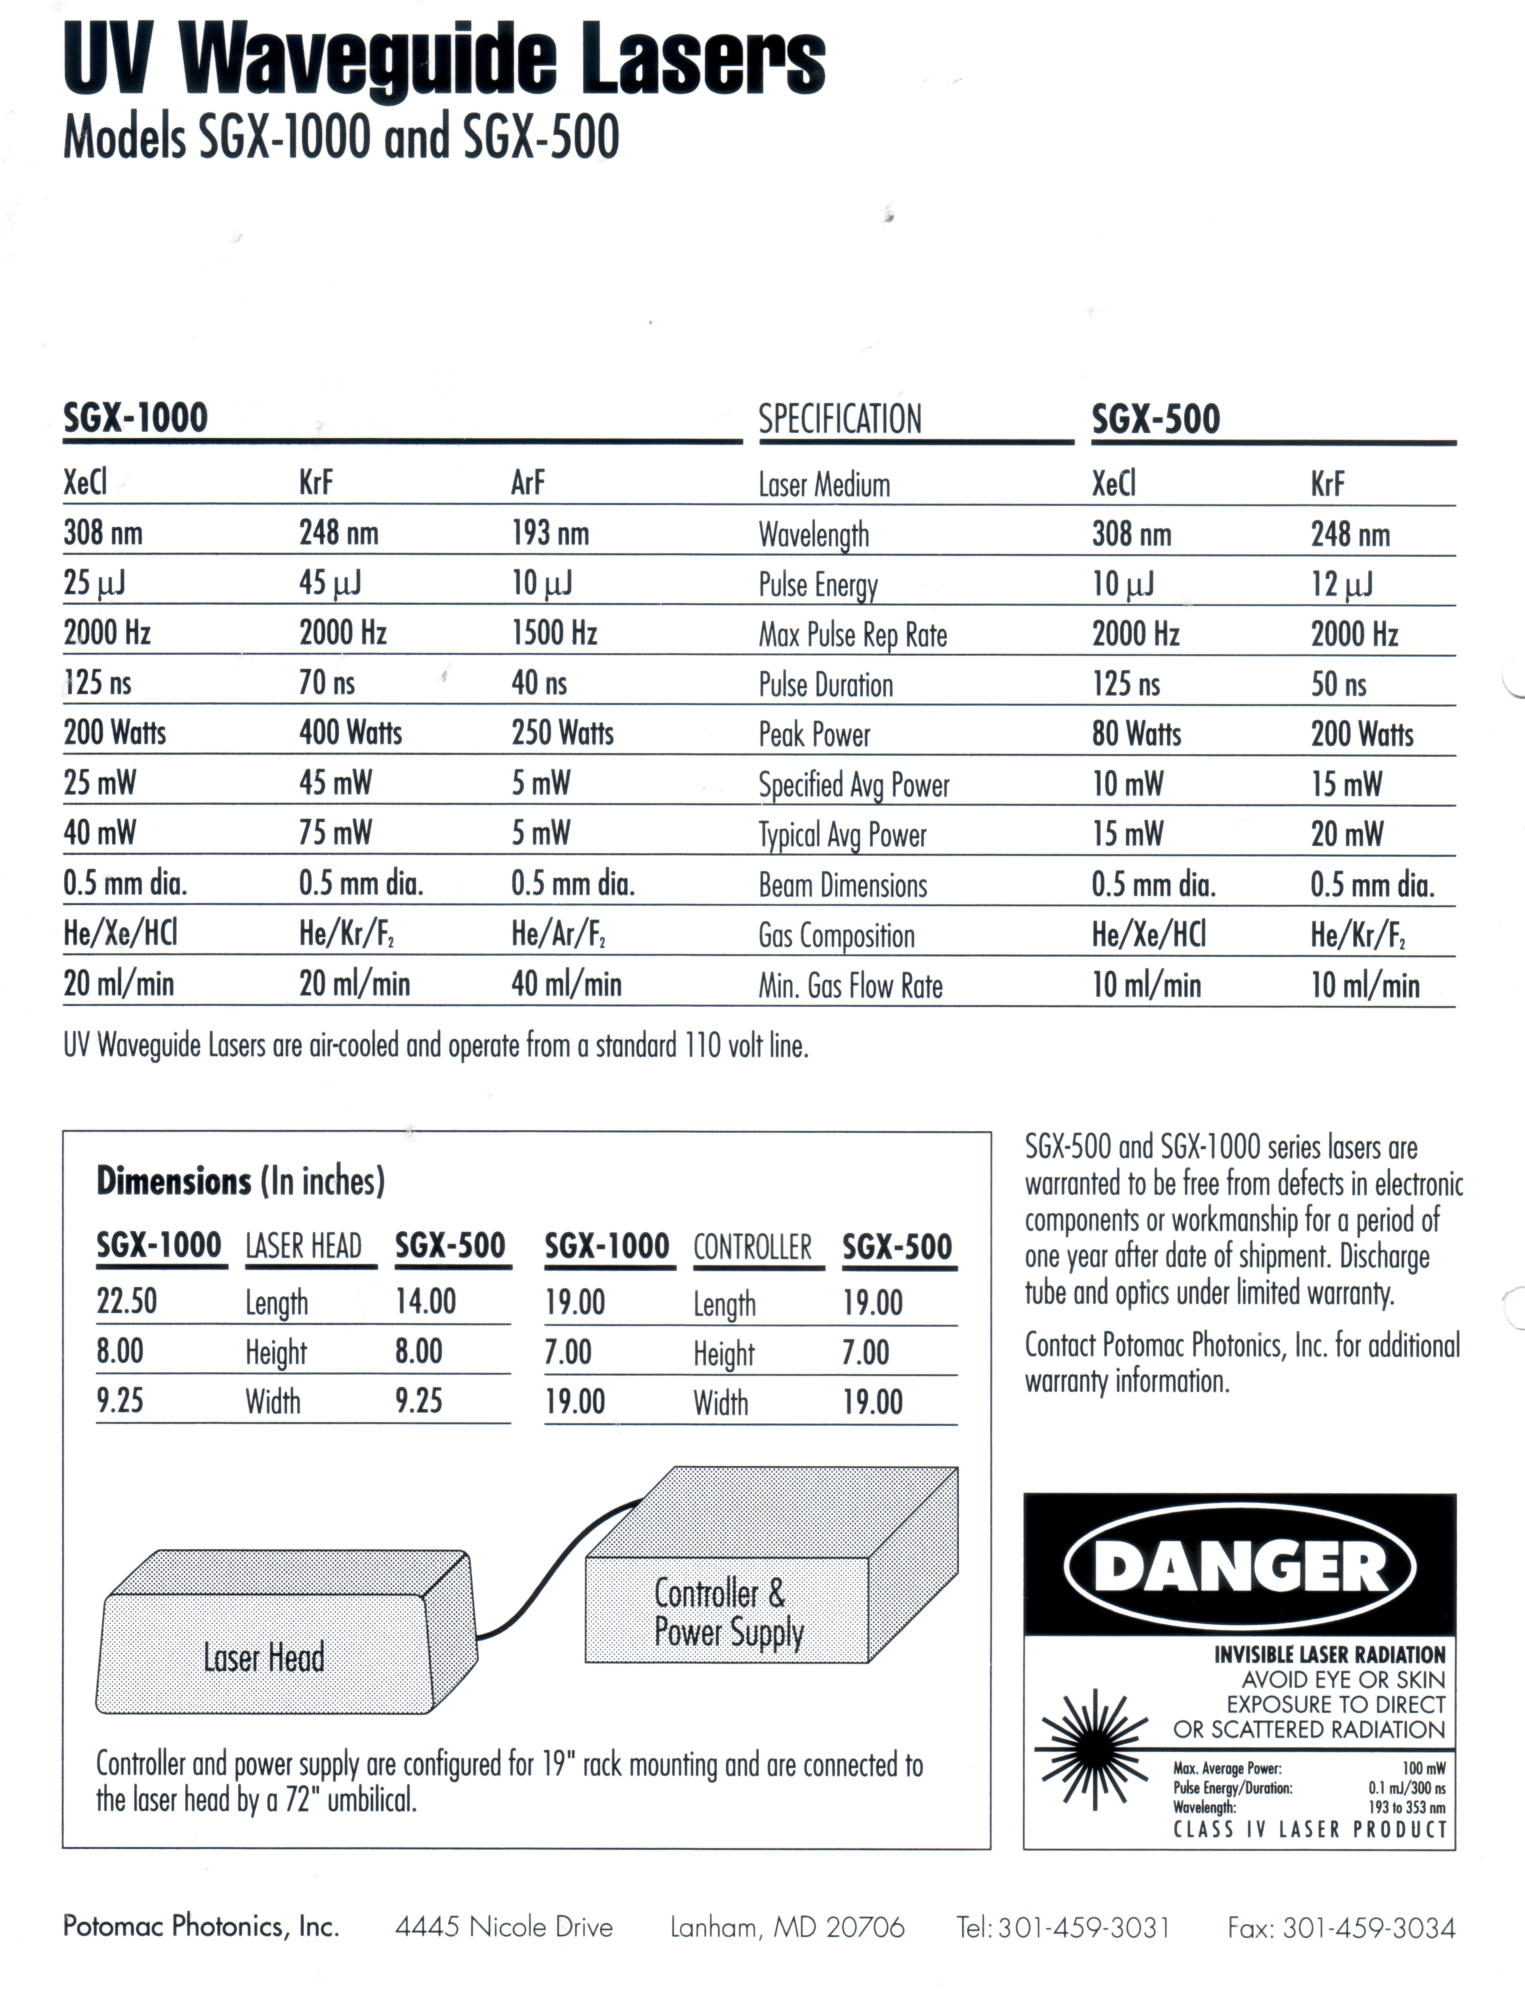 UV Waveguide Lasers
Models SGX-1000 and SGX-500
SGX-1000 SPECIFICATION SGX-500
XeCl KrF ArF Laser Medium XeCl KrF
308 nm 248 nm 193 nm Wavelength 308 nm 248 nm
25 µJ 45 µJ 10 µJ Pulse Energy 10 µJ 12 µJ
2000 Hz 2000 Hz 1500 Hz Max Pulse Rep Rate 2000 Hz 2000 Hz
125 ns 70 ns 40 ns Pulse Duration 125 ns 50 ns
200 Watts 400 Watts 250 Watts Peak Power 80 Watts 200 Watts
25 mW 45 mW 5 mW Specified Avg Power 10 mW 15 mW
40 mW 75 mW 5 mW Typical Avg Power 15 mW 20 mW
0.5 mm dia. 0.5 mm dia. 0.5 mm dia. Beam Dimensions 0.5 mm dia. 0.5 mm dia.
He/Xe/HCl He/Kr/F₂ He/Ar/F₂ Gas Composition He/Xe/HCl He/Kr/F₂
20 ml/min 20 ml/min 40 ml/min Min. Gas Flow Rate 10 ml/min 10 ml/min
UV Waveguide Lasers are air-cooled and operate from a standard 110 volt line.
Dimensions (In inches)
SGX-1000 LASER HEAD SGX-500 SGX-1000 CONTROLLER SGX-500
22.50 Length 14.00 19.00 Length 19.00
8.00 Height 8.00 7.00 Height 7.00
9.25 Width 9.25 19.00 Width 19.00
Controller &
Power Supply
Laser Head
Controller and power supply are configured for 19" rack mounting and are connected to
the laser head by a 72" umbilical.
SGX-500 and SGX-1000 series lasers are
warranted to be free from defects in electronic
components or workmanship for a period of
one year after date of shipment. Discharge
tube and optics under limited warranty.
Contact Potomac Photonics, Inc. for additional
warranty information.
DANGER
INVISIBLE LASER RADIATION
AVOID EYE OR SKIN
EXPOSURE TO DIRECT
OR SCATTERED RADIATION
Max. Average Power: 100 mW
Pulse Energy/Duration: 0.1 mJ/300 ns
Wavelength: 193 to 353 nm
CLASS IV LASER PRODUCT
Potomac Photonics, Inc. 4445 Nicole Drive Lanham, MD 20706 Tel: 301-459-3031 Fax: 301-459-3034